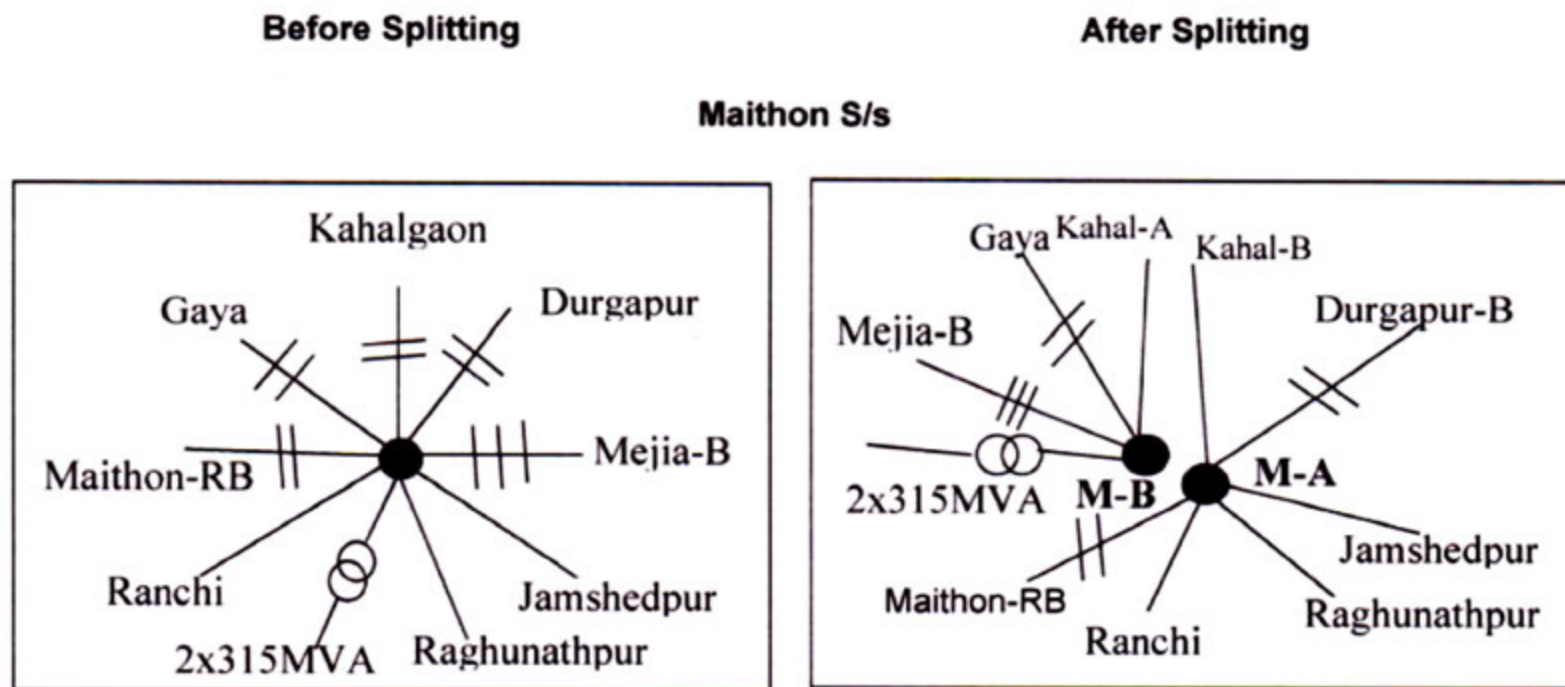 Before Splitting
After Splitting
Maithon S/s
Kahalgaon
Gaya
Durgapur
Maithon-RB
Mejia-B
Ranchi
Jamshedpur
2x315MVA
Raghunathpur
Gaya
Kahal-A
Kahal-B
Mejia-B
Durgapur-B
2x315MVA
M-B
M-A
Maithon-RB
Jamshedpur
Ranchi
Raghunathpur